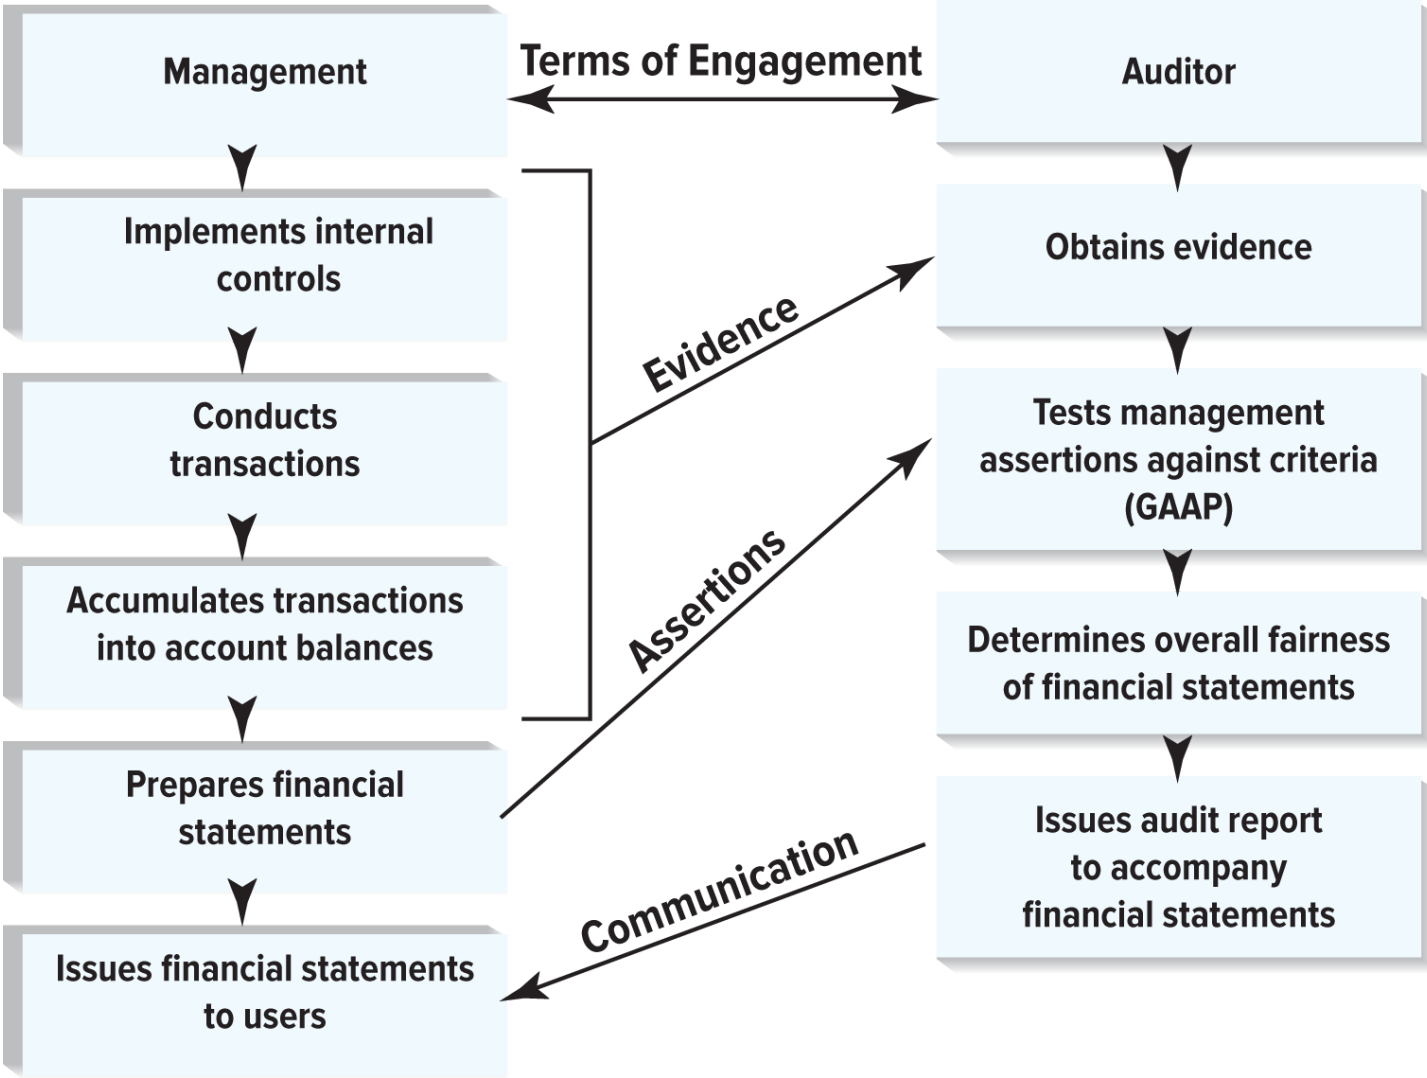 Management
Terms of Engagement
Auditor
Implements internal
controls
Obtains evidence
Evidence
Conducts
transactions
Tests management
assertions against criteria
(GAAP)
Assertions
Accumulates transactions
into account balances
Determines overall fairness
of financial statements
Prepares financial
statements
Issues audit report
to accompany
financial statements
Communication
Issues financial statements
to users